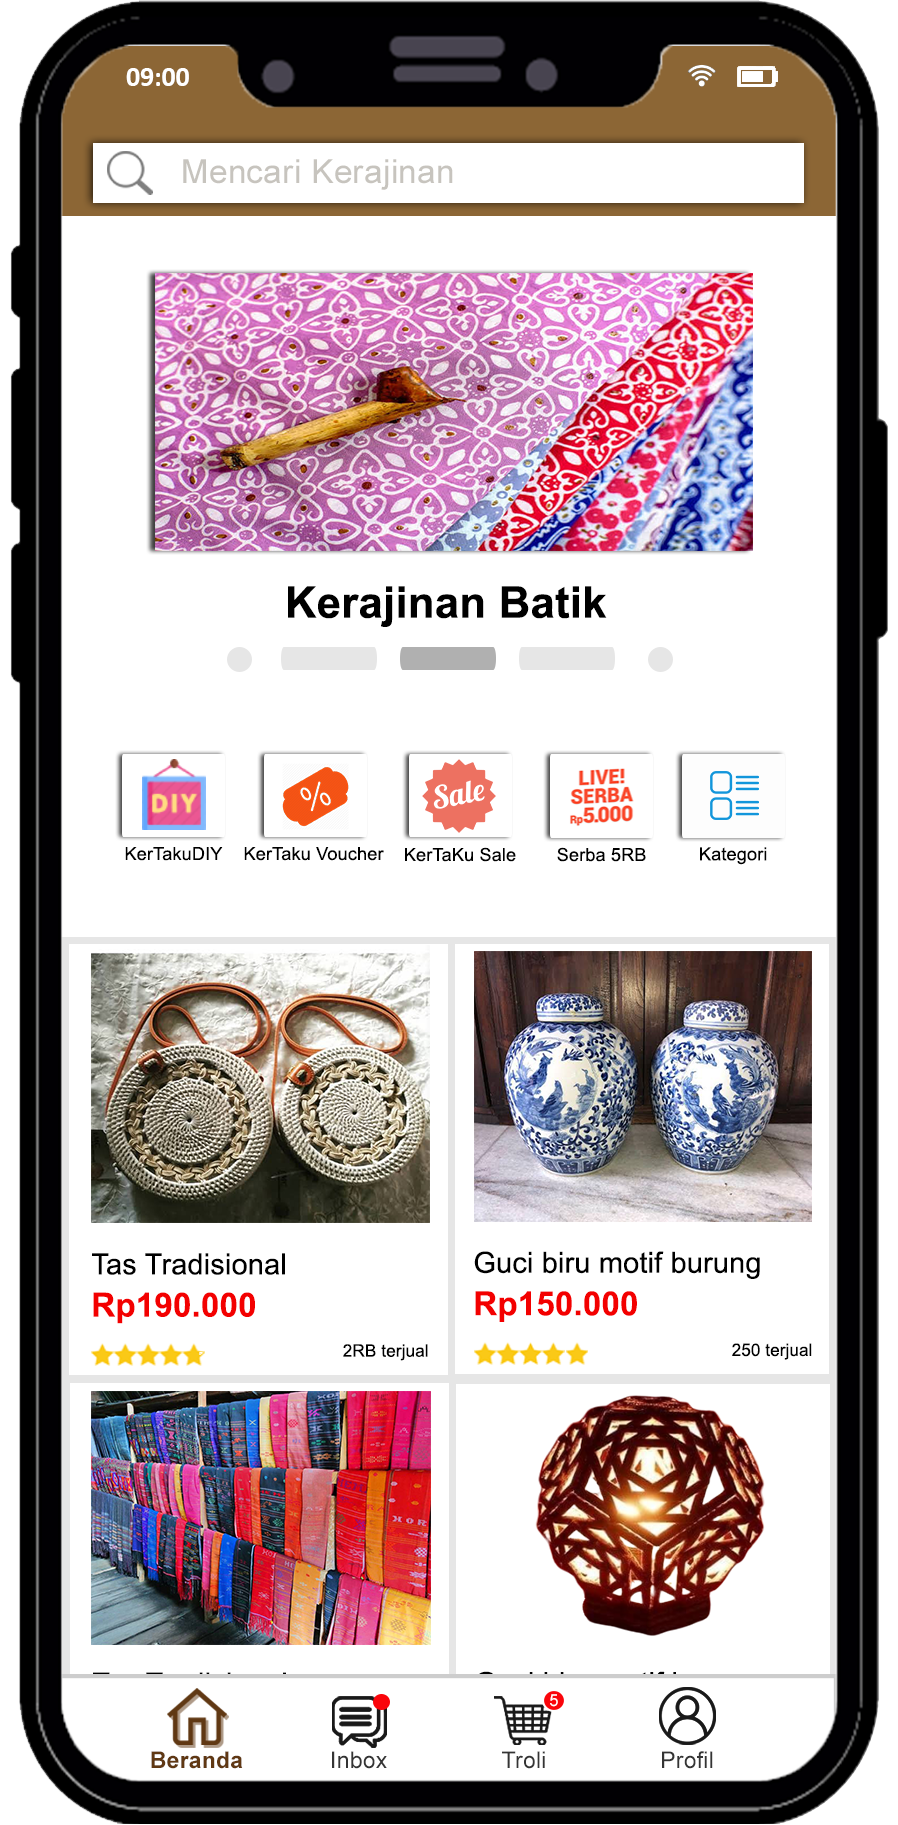 09:00
Mencari Kerajinan
Kerajinan Batik
DIY
%
Sale
LIVE!
SERBA
Rp5.000
KerTakuDIY
KerTaku Voucher
KerTaKu Sale
Serba 5RB
Kategori
Tas Tradisional
Rp190.000
2RB terjual
Guci biru motif burung
Rp150.000
250 terjual
5
Beranda
Inbox
Troli
Profil